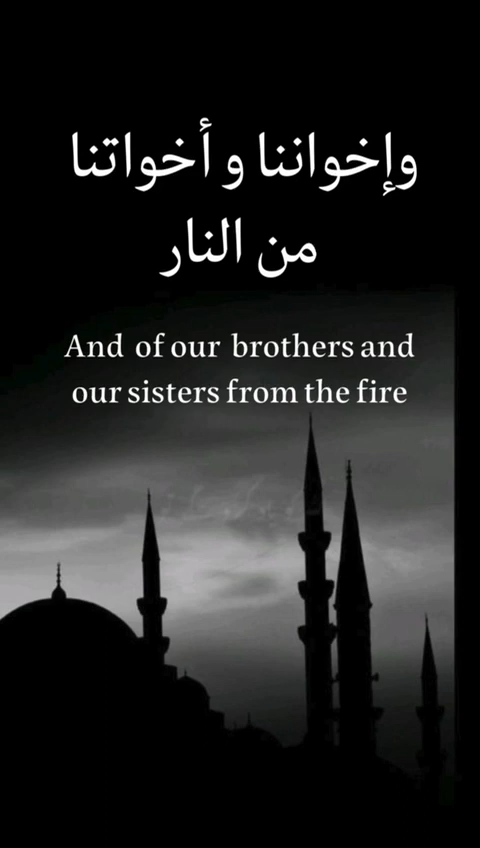 وإخواننا و أخواتنا
من النار
And of our brothers and
our sisters from the fire